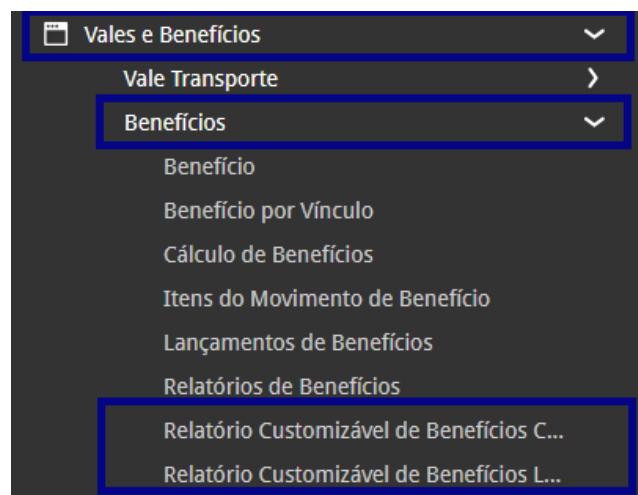 Vales e Benefícios
Vale Transporte
Benefícios
Benefício
Benefício por Vínculo
Cálculo de Benefícios
Itens do Movimento de Benefício
Lançamentos de Benefícios
Relatórios de Benefícios
Relatório Customizável de Benefícios C...
Relatório Customizável de Benefícios L...